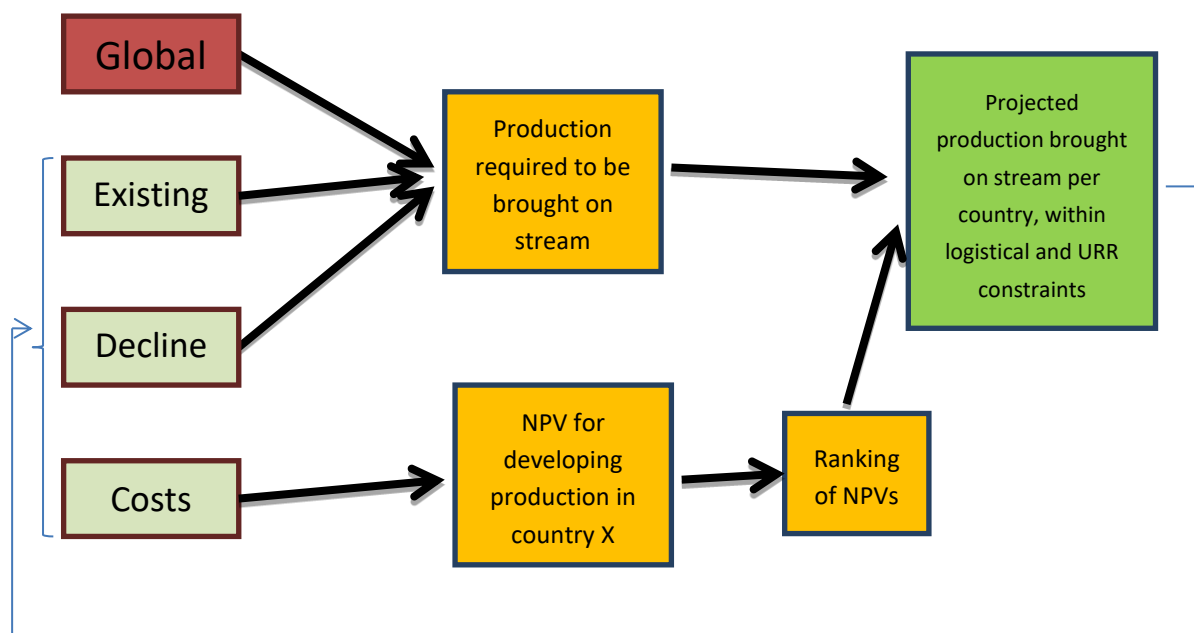 Global
Existing
Decline
Costs
Production
required to be
brought on
stream
NPV for
developing
production in
country X
Ranking
of NPVs
Projected
production brought
on stream per
country, within
logistical and URR
constraints